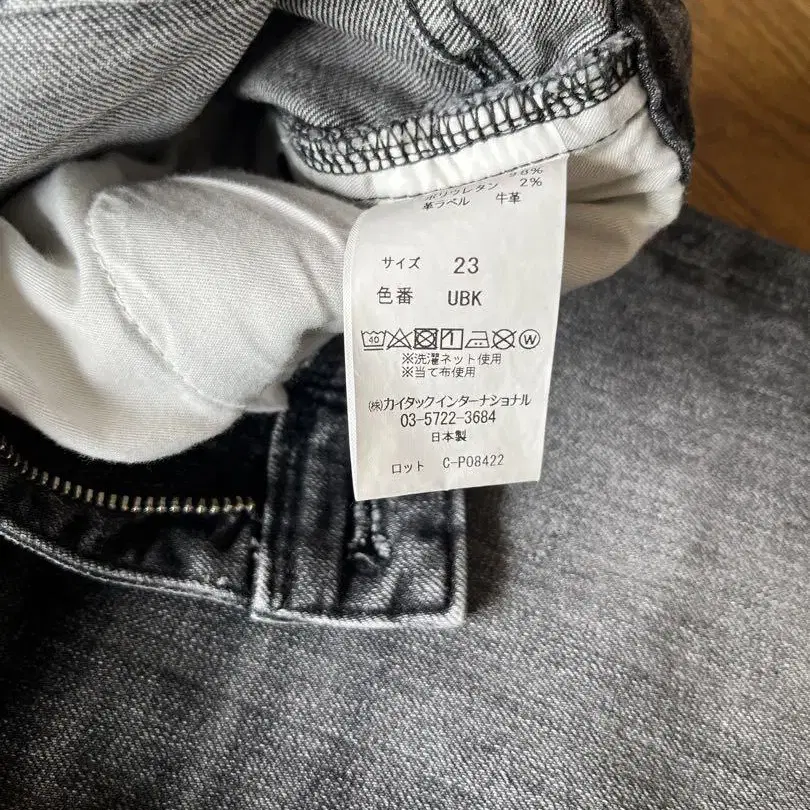 98%
ポリウレタン 2%
革ラベル 牛革
サイズ 23
色番 UBK
40 W
※洗濯ネット使用
※当て布使用
㈱カイタックインターナショナル
03-5722-3684
日本製
ロット C-P08422